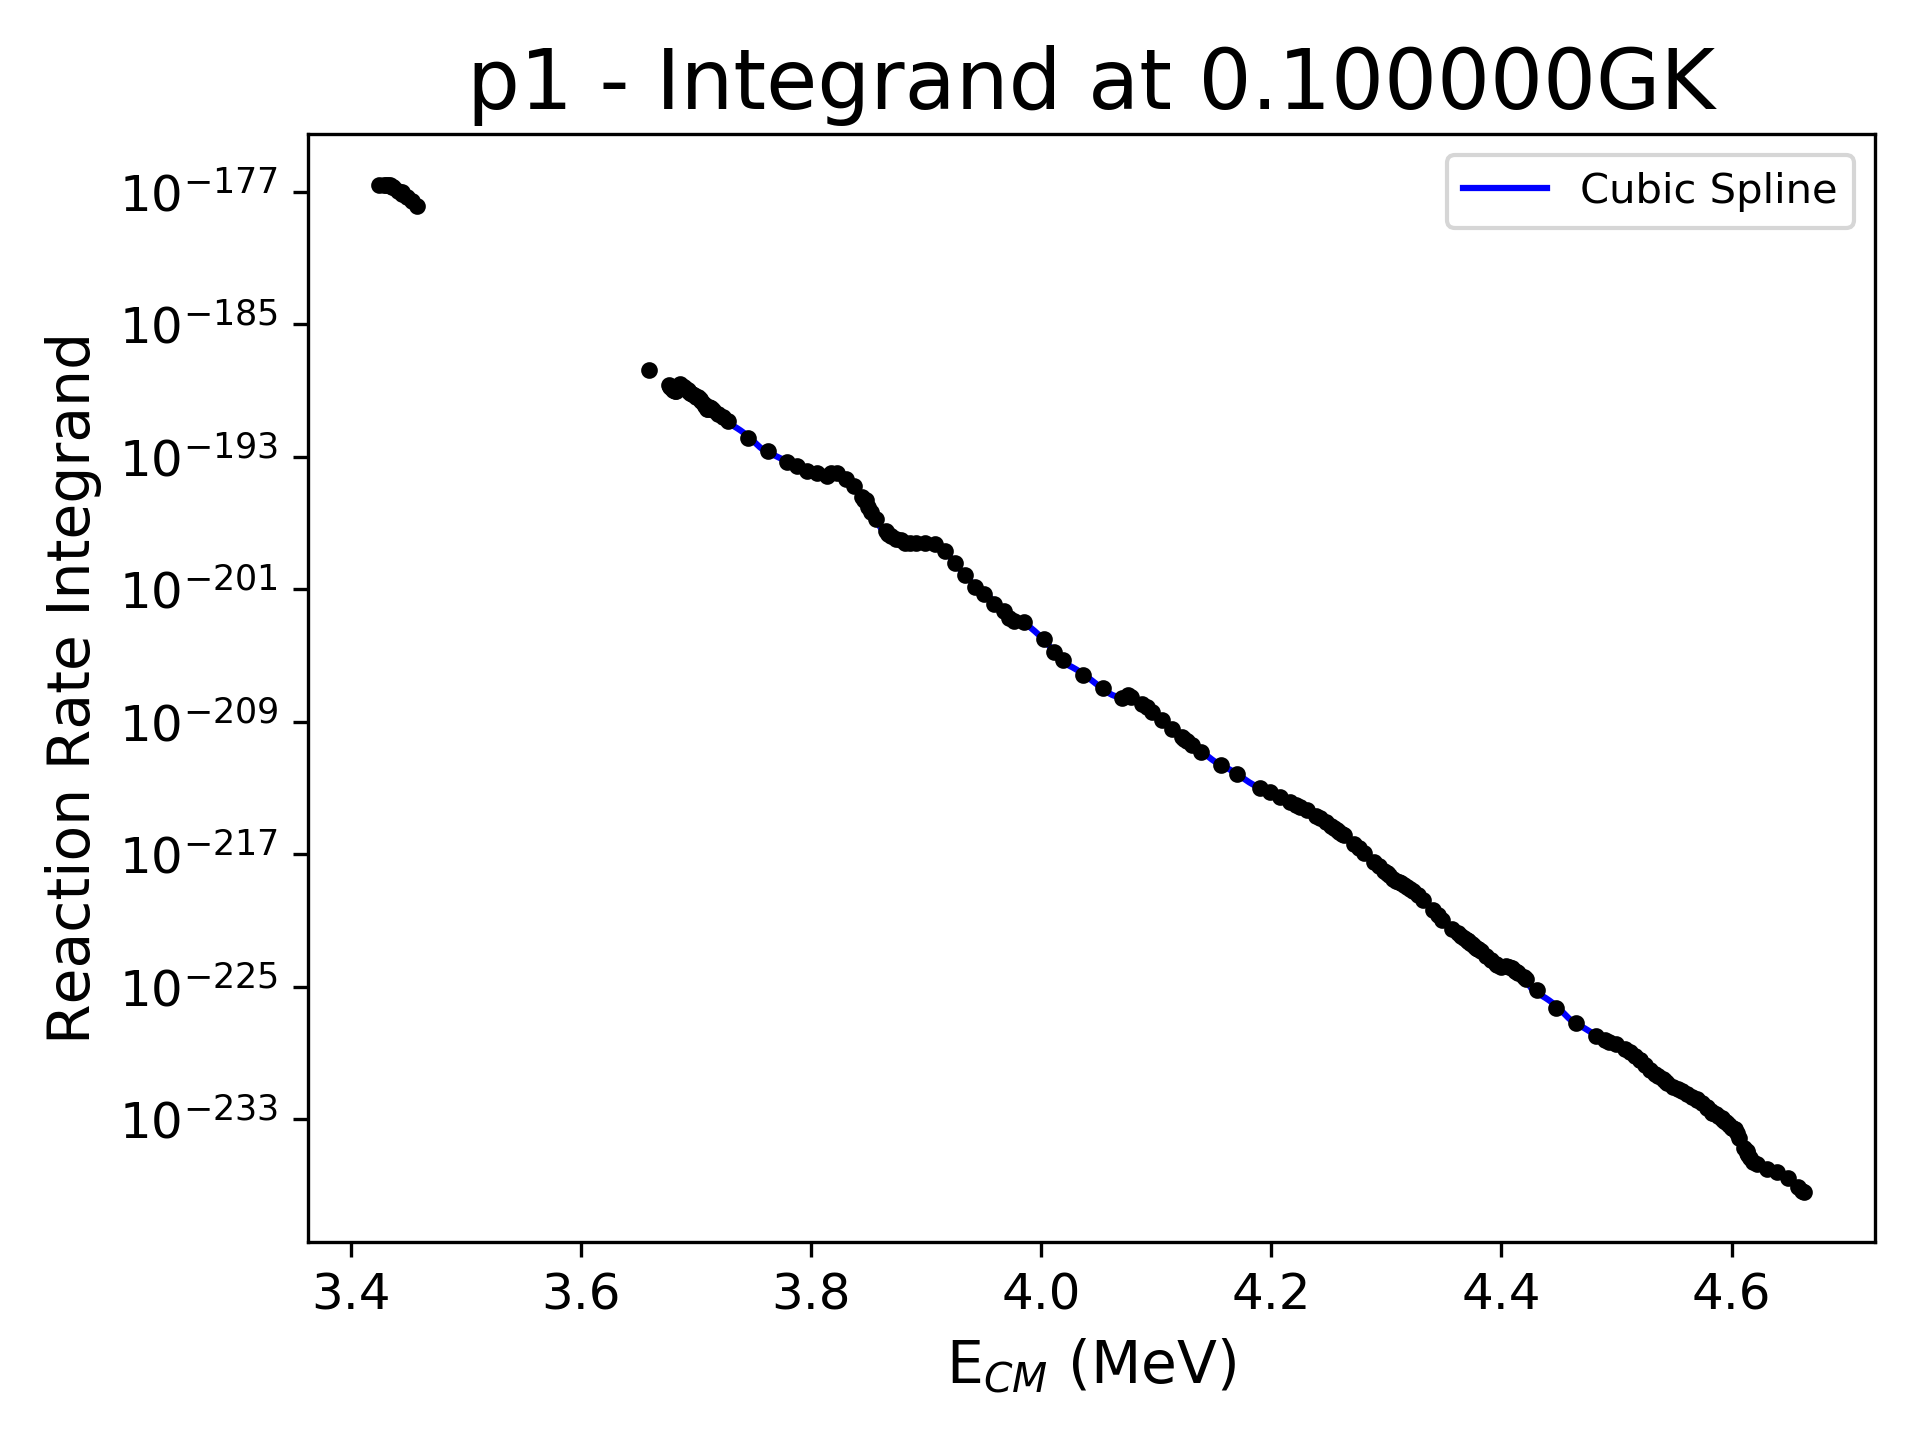 p1 - Integrand at 0.100000GK
Cubic Spline
Reaction Rate Integrand
10⁻¹⁷⁷
10⁻¹⁸⁵
10⁻¹⁹³
10⁻²⁰¹
10⁻²⁰⁹
10⁻²¹⁷
10⁻²²⁵
10⁻²³³
3.4 3.6 3.8 4.0 4.2 4.4 4.6
E_CM (MeV)